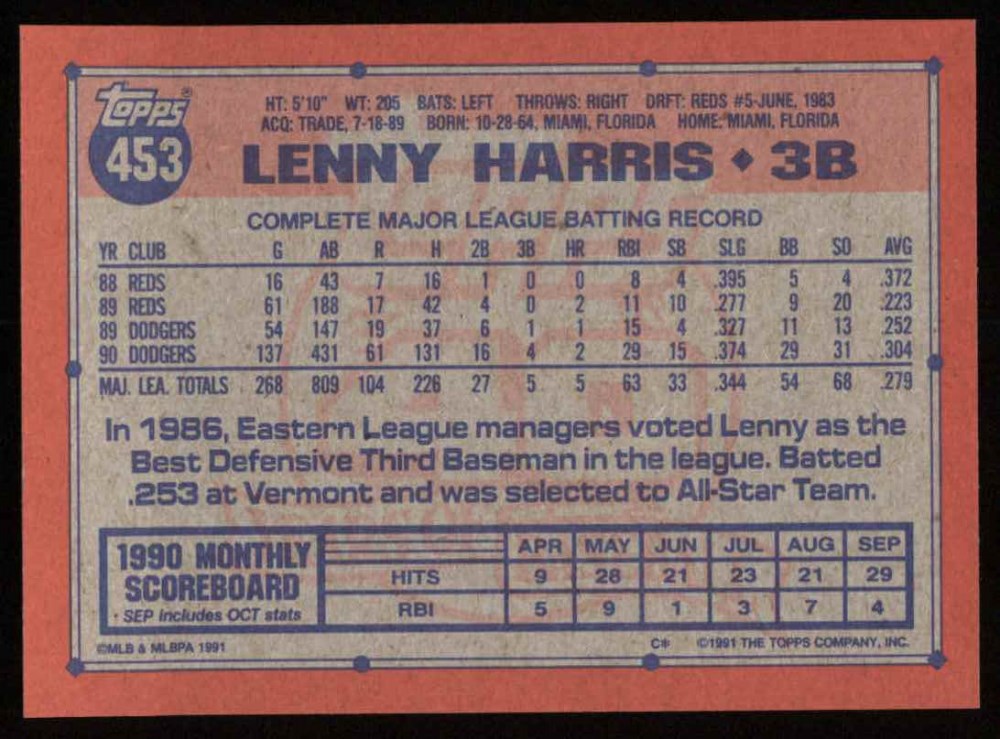 TOPPS®
453
HT: 5'10" WT: 205 BATS: LEFT THROWS: RIGHT DRFT: REDS #5-JUNE, 1983
ACQ: TRADE, 7-18-89 BORN: 10-28-64, MIAMI, FLORIDA HOME: MIAMI, FLORIDA
LENNY HARRIS ♦ 3B
COMPLETE MAJOR LEAGUE BATTING RECORD
YR CLUB G AB R H 2B 3B HR RBI SB SLG BB SO AVG
88 REDS 16 43 7 16 1 0 0 8 4 .395 5 4 .372
89 REDS 61 188 17 42 4 0 2 11 10 .277 9 20 .223
89 DODGERS 54 147 19 37 6 1 1 15 4 .327 11 13 .252
90 DODGERS 137 431 61 131 16 4 2 29 15 .374 29 31 .304
MAJ. LEA. TOTALS 268 809 104 226 27 5 5 63 33 .344 54 68 .279
In 1986, Eastern League managers voted Lenny as the
Best Defensive Third Baseman in the league. Batted
.253 at Vermont and was selected to All-Star Team.
1990 MONTHLY
SCOREBOARD
• SEP includes OCT stats
APR MAY JUN JUL AUG SEP
HITS 9 28 21 23 21 29
RBI 5 9 1 3 7 4
©MLB & MLBPA 1991 C* ©1991 THE TOPPS COMPANY, INC.